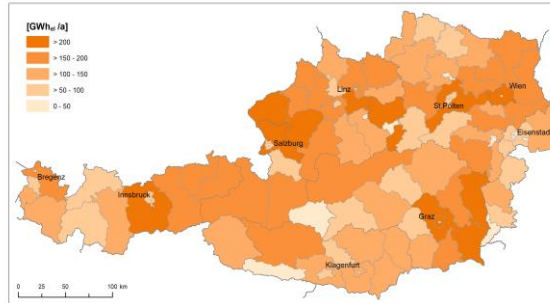 [GWhel /a]
> 200
> 150 - 200
> 100 - 150
> 50 - 100
0 - 50
Linz
Wien
St.Pölten
Eisenstadt
Salzburg
Bregenz
Innsbruck
Graz
Klagenfurt
0 25 50 100 km